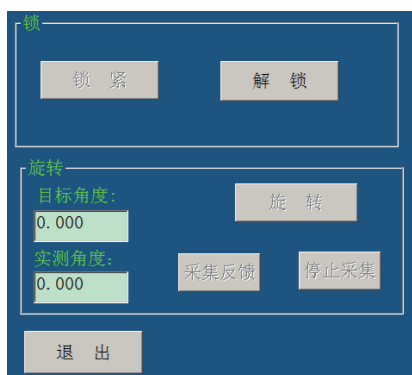 锁
锁 紧 解 锁
旋转
目标角度:
旋 转
0.000
实测角度:
采集反馈 停止采集
0.000
退 出